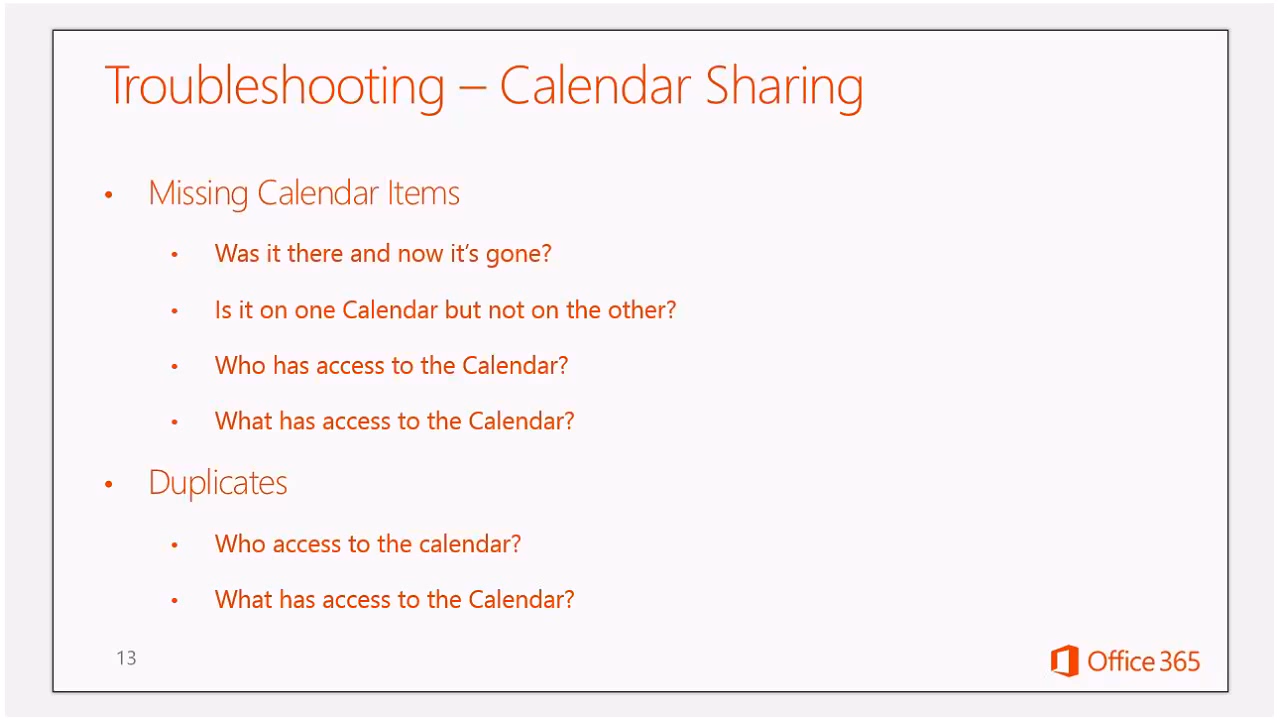 Troubleshooting – Calendar Sharing
• Missing Calendar Items
• Was it there and now it’s gone?
• Is it on one Calendar but not on the other?
• Who has access to the Calendar?
• What has access to the Calendar?
• Duplicates
• Who access to the calendar?
• What has access to the Calendar?
13
Office 365